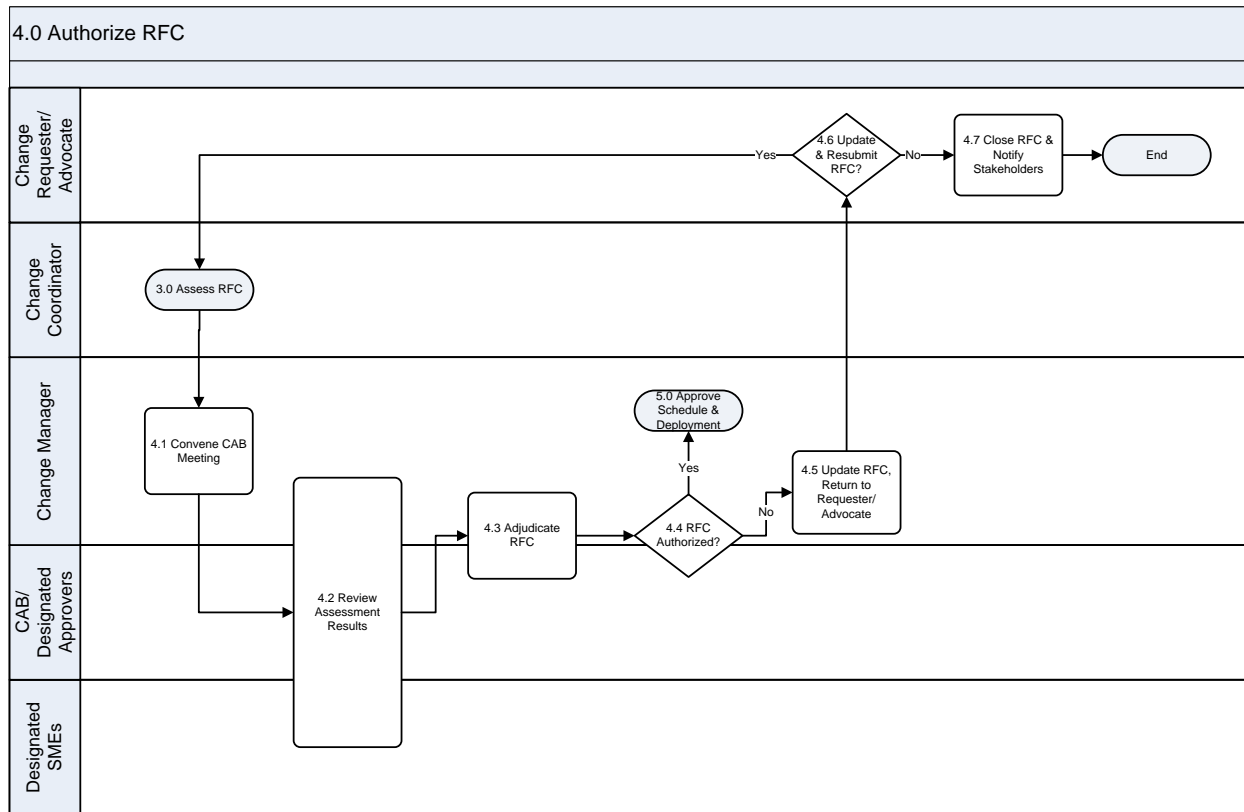 4.0 Authorize RFC
Change
Requester/
Advocate
4.6 Update
& Resubmit
RFC?
Yes
No
4.7 Close RFC &
Notify
Stakeholders
End
Change
Coordinator
3.0 Assess RFC
Change Manager
4.1 Convene CAB
Meeting
5.0 Approve
Schedule &
Deployment
Yes
4.3 Adjudicate
RFC
4.4 RFC
Authorized?
No
4.5 Update RFC,
Return to
Requester/
Advocate
CAB/
Designated
Approvers
4.2 Review
Assessment
Results
Designated
SMEs